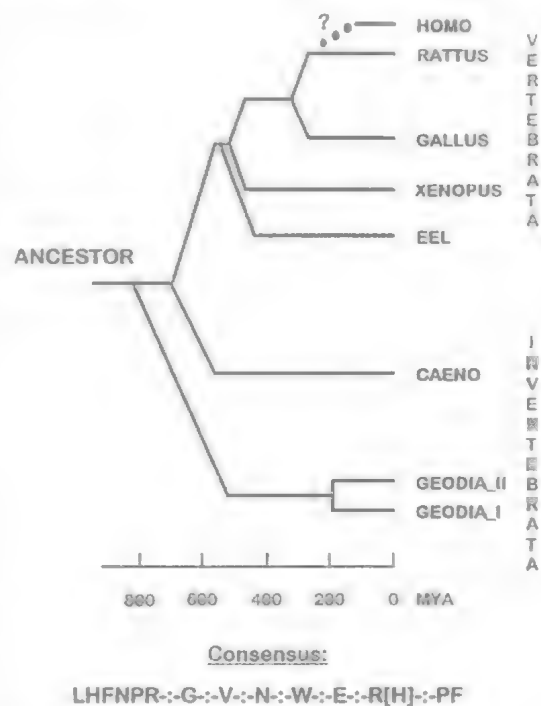 ?
HOMO
RATTUS
GALLUS
XENOPUS
EEL
VERTEBRATA
ANCESTOR
CAENO
GEODIA_II
GEODIA_I
INVERTEBRATA
800 600 400 200 0 MYA
Consensus:
LHFNPR-:-G-:-V-:-N-:-W-:-E-:-R[H]-:-PF